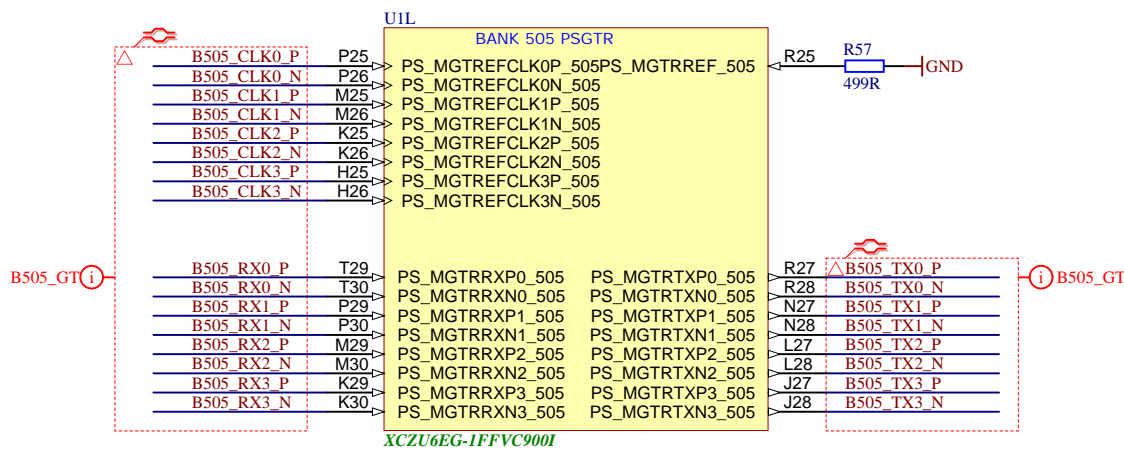 U1L
BANK 505 PSGTR
B505_CLK0_P P25 PS_MGTREFCLK0P_505 PS_MGTRREF_505 R25 R57 499R GND
B505_CLK0_N P26 PS_MGTREFCLK0N_505
B505_CLK1_P M25 PS_MGTREFCLK1P_505
B505_CLK1_N M26 PS_MGTREFCLK1N_505
B505_CLK2_P K25 PS_MGTREFCLK2P_505
B505_CLK2_N K26 PS_MGTREFCLK2N_505
B505_CLK3_P H25 PS_MGTREFCLK3P_505
B505_CLK3_N H26 PS_MGTREFCLK3N_505
B505_GT i
B505_RX0_P T29 PS_MGTRRXP0_505 PS_MGTRTXP0_505 R27 B505_TX0_P
i B505_GT
B505_RX0_N T30 PS_MGTRRXN0_505 PS_MGTRTXN0_505 R28 B505_TX0_N
B505_RX1_P P29 PS_MGTRRXP1_505 PS_MGTRTXP1_505 N27 B505_TX1_P
B505_RX1_N P30 PS_MGTRRXN1_505 PS_MGTRTXN1_505 N28 B505_TX1_N
B505_RX2_P M29 PS_MGTRRXP2_505 PS_MGTRTXP2_505 L27 B505_TX2_P
B505_RX2_N M30 PS_MGTRRXN2_505 PS_MGTRTXN2_505 L28 B505_TX2_N
B505_RX3_P K29 PS_MGTRRXP3_505 PS_MGTRTXP3_505 J27 B505_TX3_P
B505_RX3_N K30 PS_MGTRRXN3_505 PS_MGTRTXN3_505 J28 B505_TX3_N
XCZU6EG-1FFVC900I